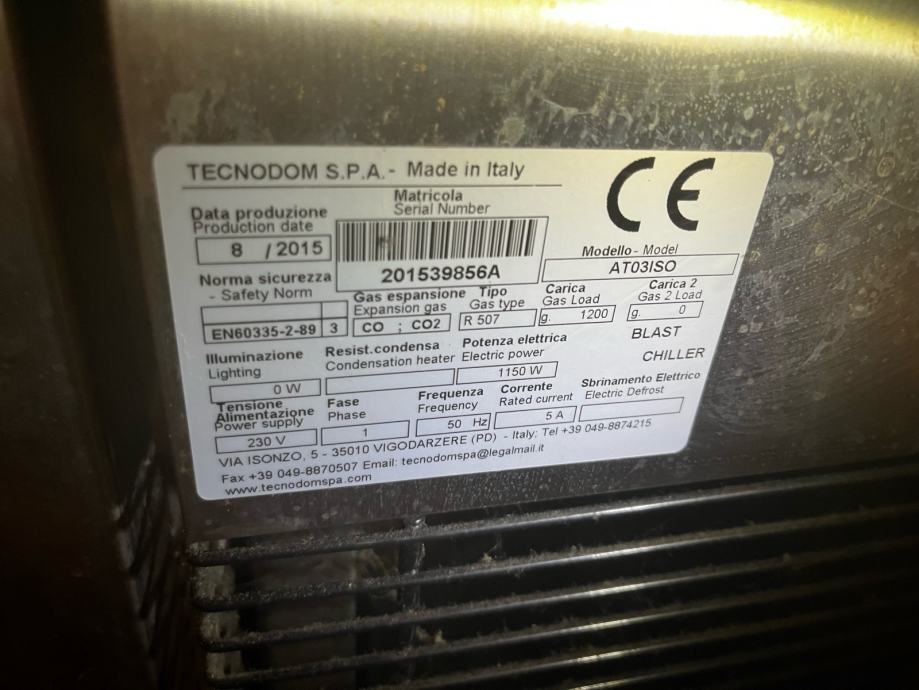 TECNODOM S.P.A.- Made in Italy
CE
Matricola
Serial Number
Data produzione
Production date
8 / 2015
201539856A
Modello - Model
AT03ISO
Norma sicurezza
- Safety Norm
EN60335-2-89 3
Gas espansione
Expansion gas
CO ; CO2
Tipo
Gas type
R 507
Carica
Gas Load
g. 1200
Carica 2
Gas 2 Load
g. 0
BLAST
CHILLER
Illuminazione
Lighting
0 W
Resist.condensa
Condensation heater
Potenza elettrica
Electric power
1150 W
Tensione
Alimentazione
Power supply
230 V
Fase
Phase
1
Frequenza
Frequency
50 Hz
Corrente
Rated current
5 A
Sbrinamento Elettrico
Electric Defrost
VIA ISONZO, 5 - 35010 VIGODARZERE (PD) - Italy; Tel +39 049-8874215
Fax +39 049-8870507 Email: tecnodomspa@legalmail.it
www.tecnodomspa.com